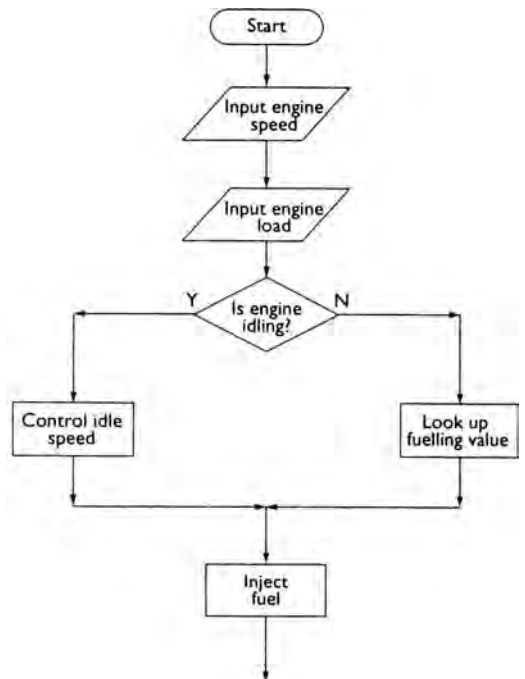 Start
Input engine
speed
Input engine
load
Y
Is engine
idling?
N
Control idle
speed
Look up
fuelling value
Inject
fuel